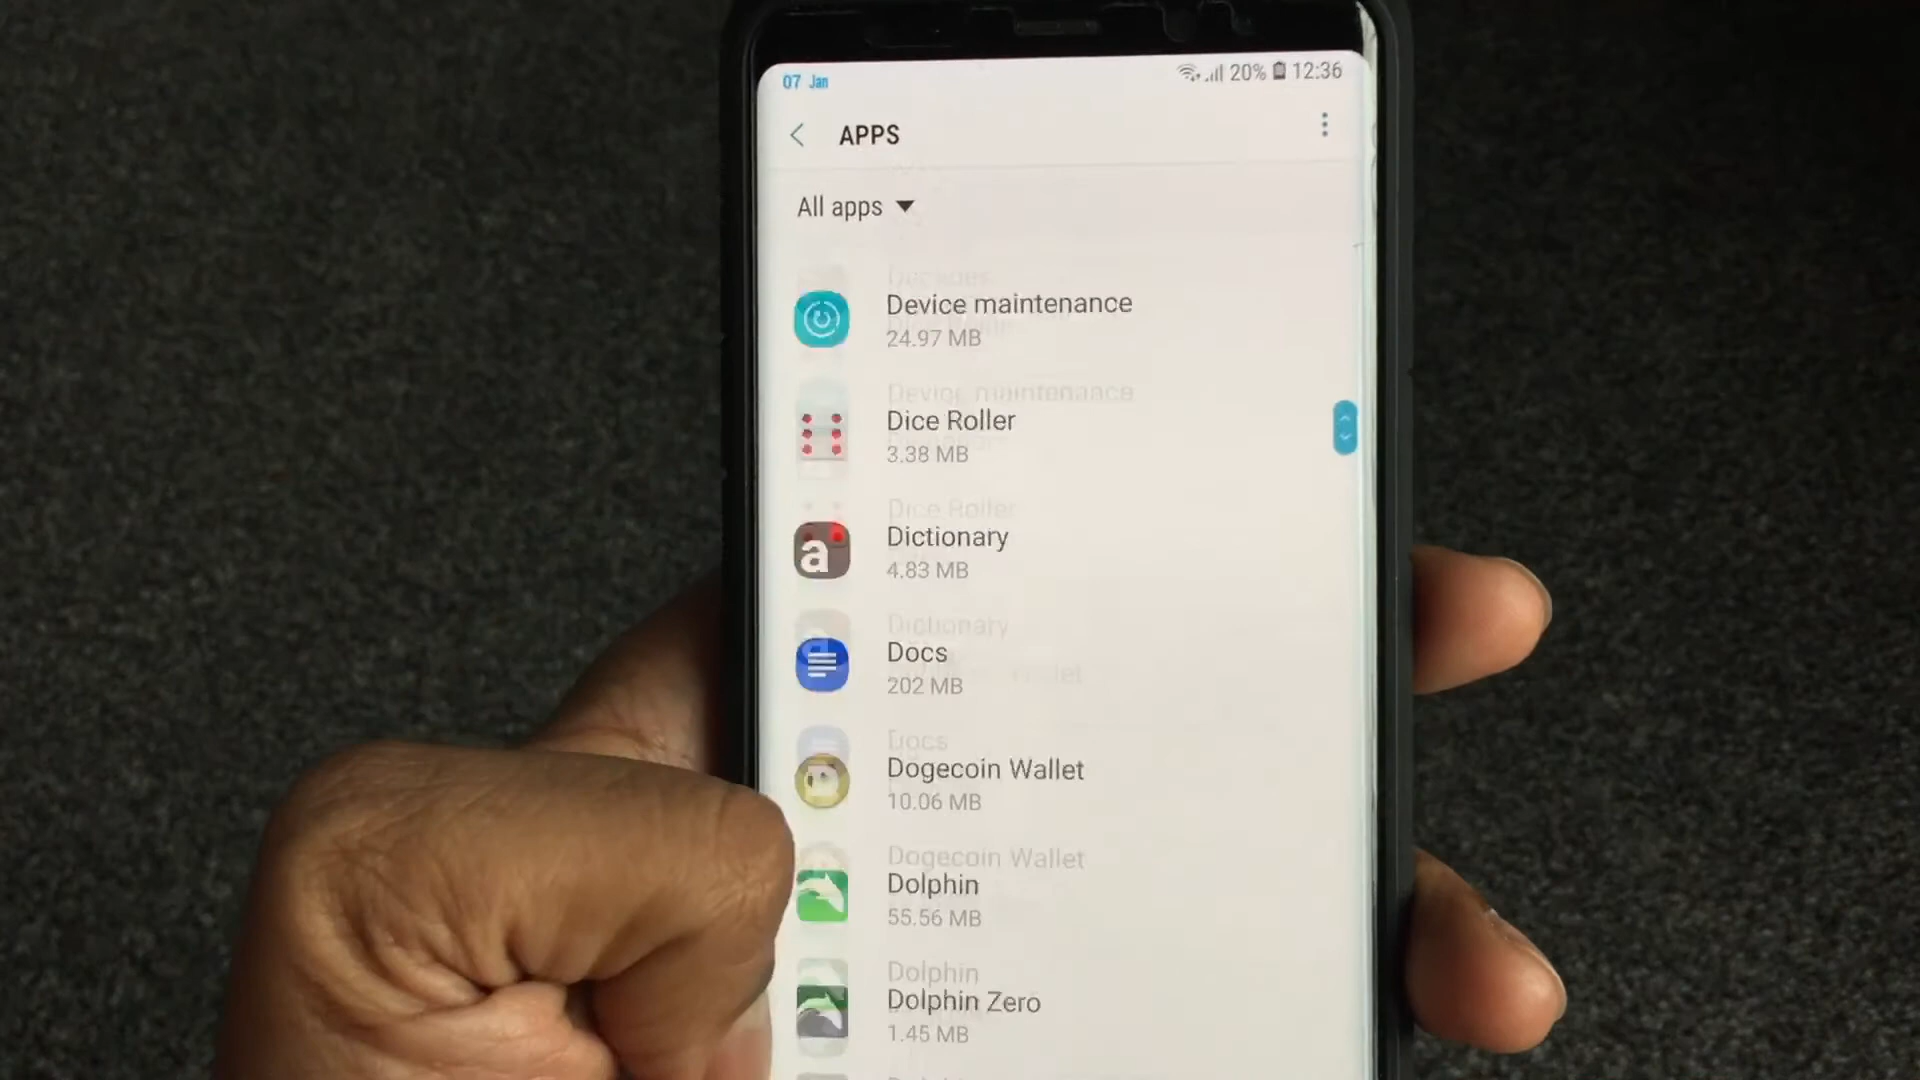 07 Jan
20% 12:36
APPS
All apps
Device maintenance
24.97 MB
Device maintenance
Dice Roller
3.38 MB
Dice Roller
Dictionary
4.83 MB
Dictionary
Docs
202 MB
Docs
Dogecoin Wallet
10.06 MB
Dogecoin Wallet
Dolphin
55.56 MB
Dolphin
Dolphin Zero
1.45 MB